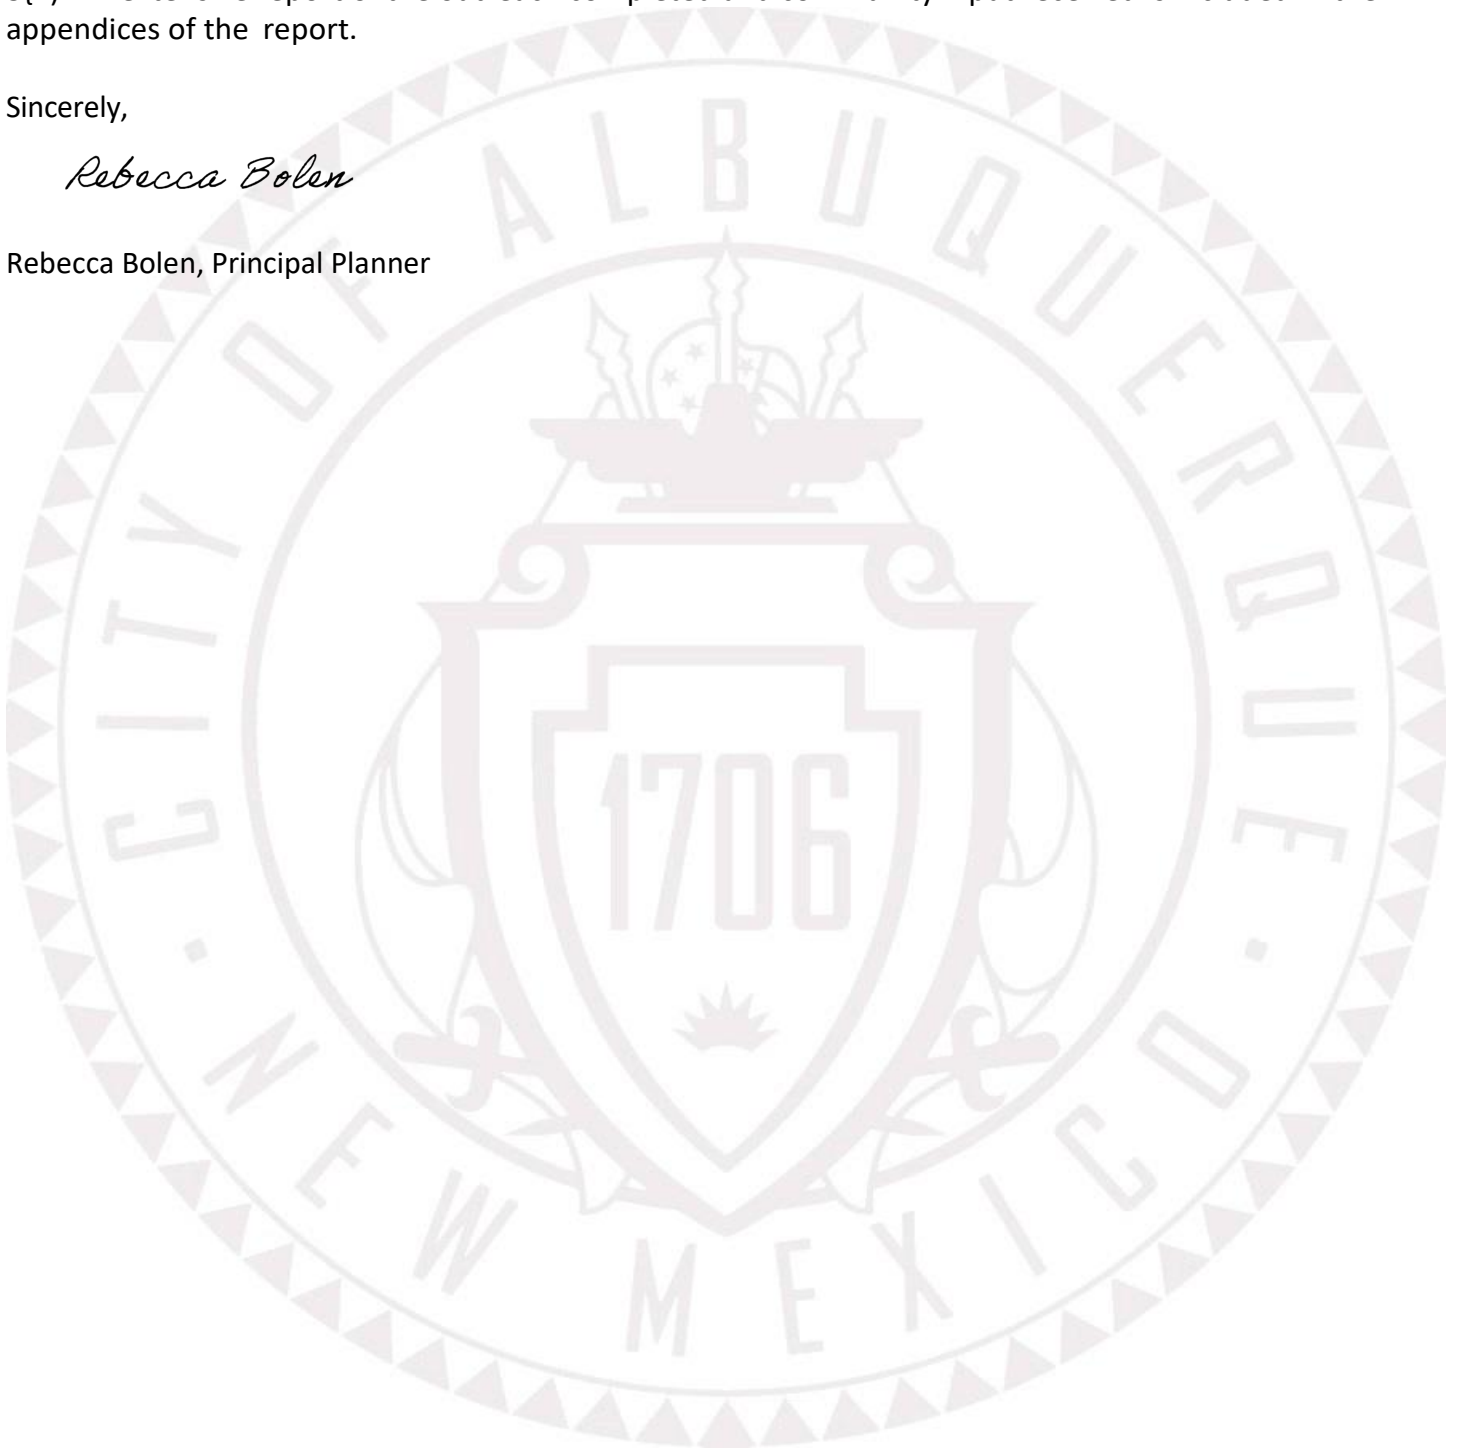 appendices of the report.
Sincerely,
Rebecca Bolen
Rebecca Bolen, Principal Planner
CITY OF ALBUQUERQUE
1706
NEW MEXICO